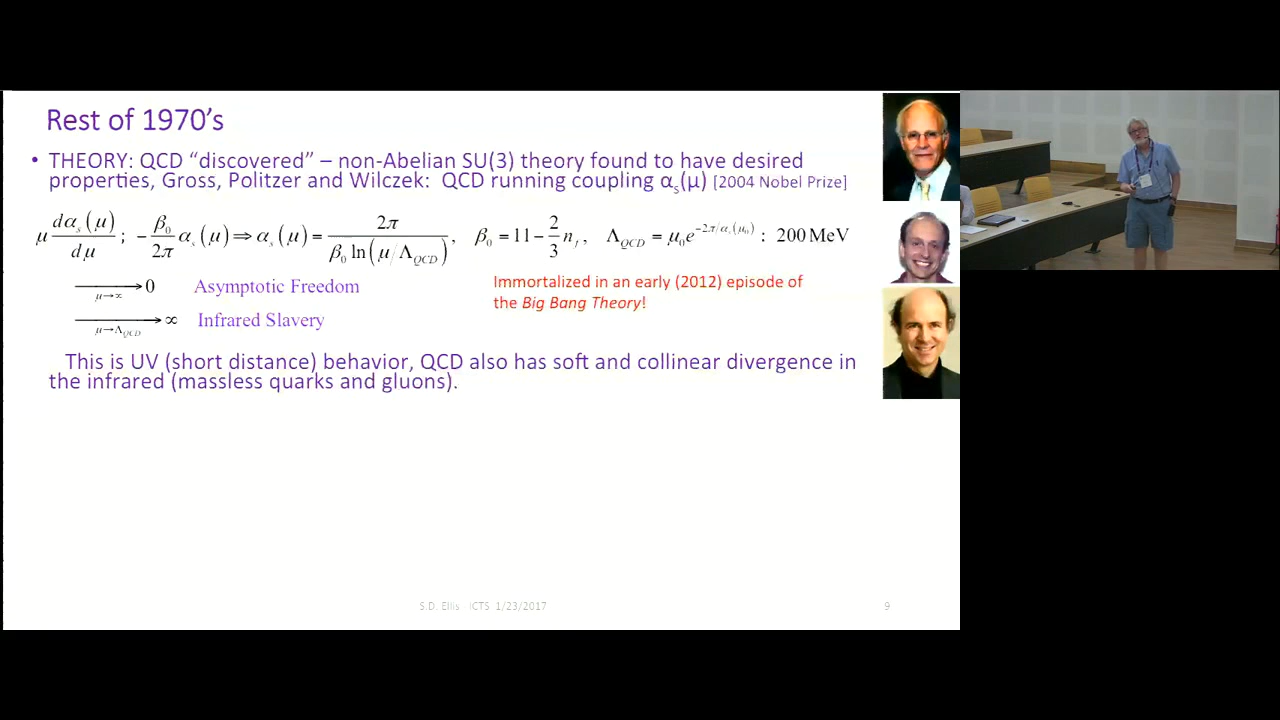 Rest of 1970's
• THEORY: QCD “discovered” – non-Abelian SU(3) theory found to have desired
properties, Gross, Politzer and Wilczek: QCD running coupling αs(μ) [2004 Nobel Prize]
μ dαs(μ)/dμ ; −β0/2π αs(μ) ⇒ αs(μ) = 2π/(β0 ln(μ/ΛQCD)), β0 = 11 − 2/3 nf, ΛQCD = μ0e^(−2π/αs(μ0)) : 200 MeV
⟶ μ→∞ 0 Asymptotic Freedom
Immortalized in an early (2012) episode of
the Big Bang Theory!
⟶ μ→ΛQCD ∞ Infrared Slavery
This is UV (short distance) behavior, QCD also has soft and collinear divergence in
the infrared (massless quarks and gluons).
S.D. Ellis ICTS 1/23/2017 9